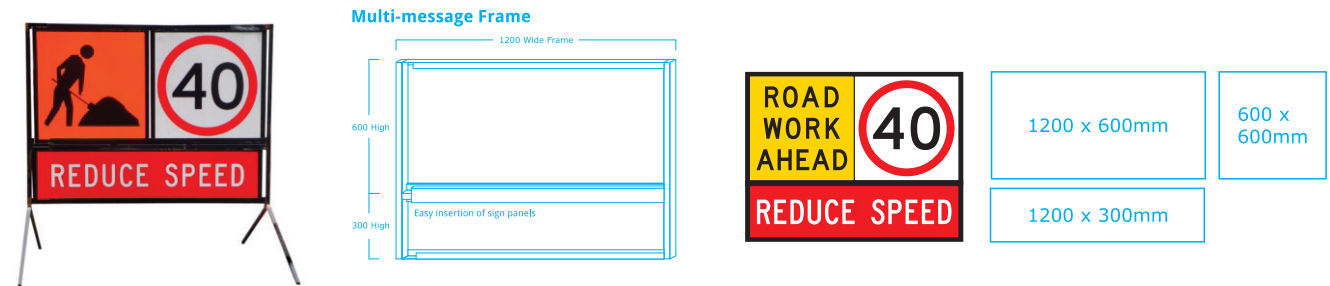 40
REDUCE SPEED
Multi-message Frame
1200 Wide Frame
600 High
300 High
Easy insertion of sign panels
ROAD
WORK
AHEAD
40
REDUCE SPEED
1200 x 600mm
600 x
600mm
1200 x 300mm